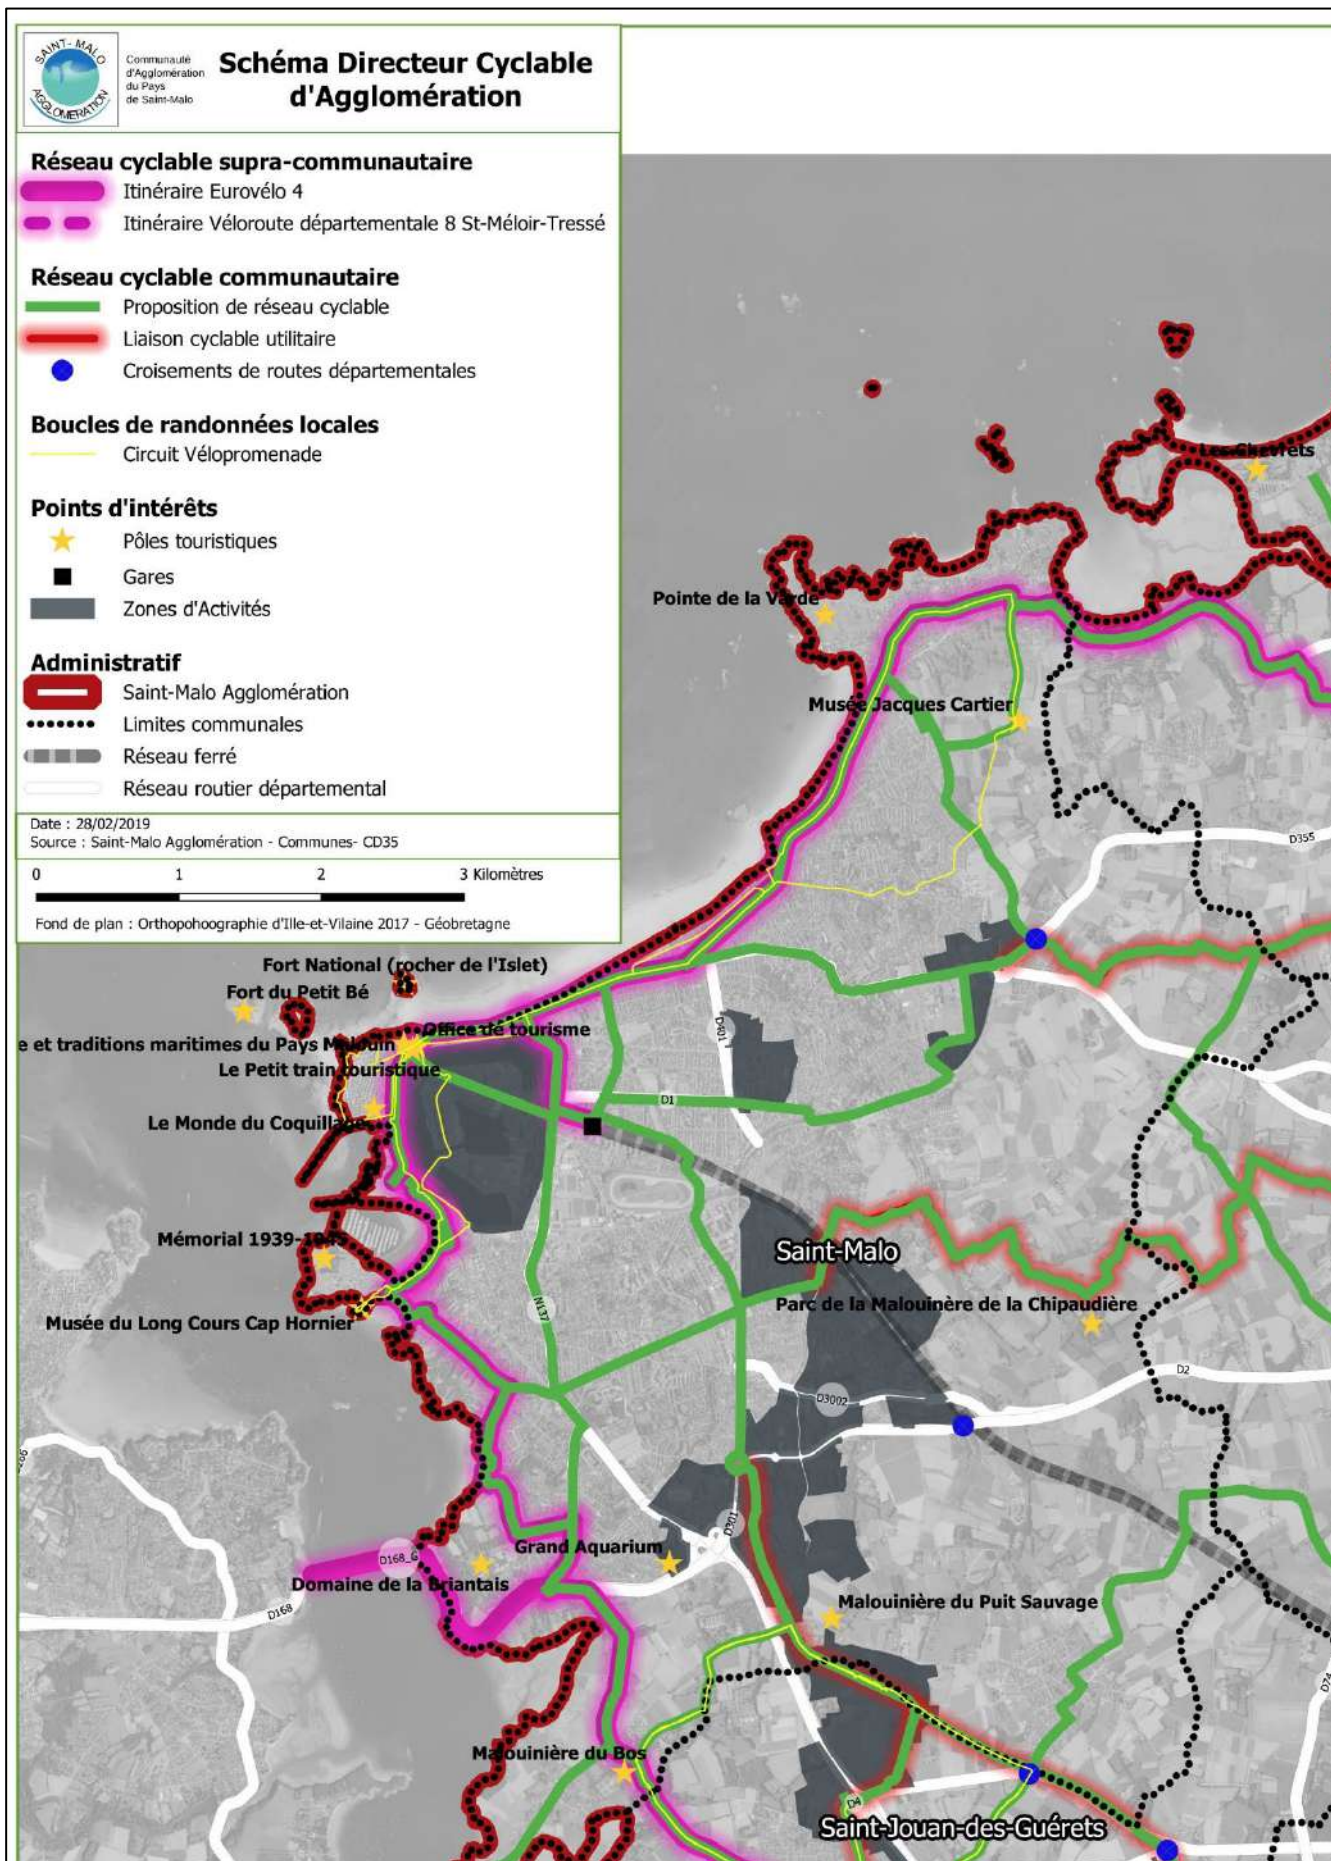 SAINT-MALO
AGGLOMÉRATION
Communauté
d'Agglomération
du Pays
de Saint-Malo
Schéma Directeur Cyclable
d'Agglomération
Réseau cyclable supra-communautaire
Itinéraire Eurovélo 4
Itinéraire Véloroute départementale 8 St-Méloir-Tressé
Réseau cyclable communautaire
Proposition de réseau cyclable
Liaison cyclable utilitaire
Croisements de routes départementales
Boucles de randonnées locales
Circuit Vélopromenade
Points d'intérêts
Pôles touristiques
Gares
Zones d'Activités
Administratif
Saint-Malo Agglomération
Limites communales
Réseau ferré
Réseau routier départemental
Date : 28/02/2019
Source : Saint-Malo Agglomération - Communes- CD35
0 1 2 3 Kilomètres
Fond de plan : Orthopohoographie d'Ille-et-Vilaine 2017 - Géobretagne
Les Chevrets
Pointe de la Varde
Musée Jacques Cartier
D355
Fort National (rocher de l'Islet)
Fort du Petit Bé
Office de tourisme
e et traditions maritimes du Pays Malouin
D401
Le Petit train touristique
D1
Le Monde du Coquillage
Mémorial 1939-1945
Saint-Malo
Parc de la Malouinère de la Chipaudière
N137
Musée du Long Cours Cap Hornier
D2
D3002
D301
Grand Aquarium
D168_G
Domaine de la Briantais
D168
Malouinière du Puit Sauvage
D74
Malouinière du Bos
D4
Saint-Jouan-des-Guérets